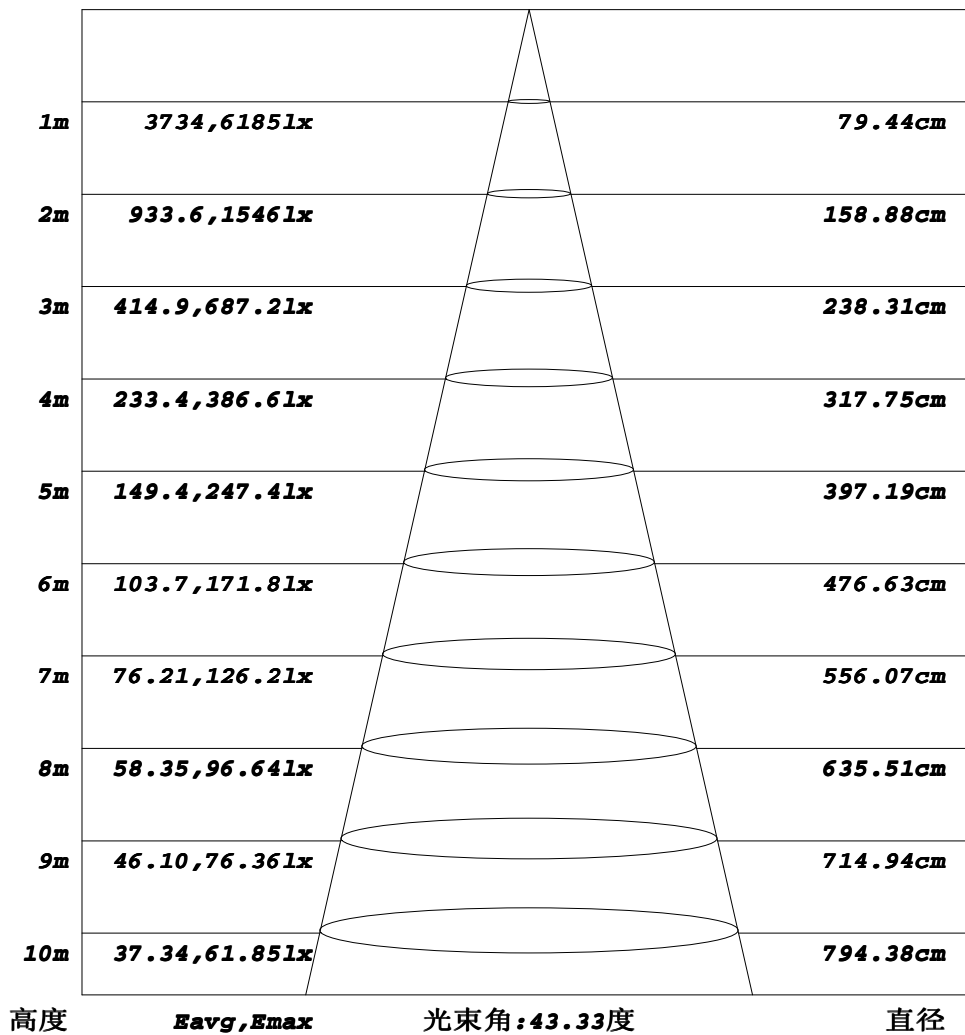 1m 3734,6185lx 79.44cm
2m 933.6,1546lx 158.88cm
3m 414.9,687.2lx 238.31cm
4m 233.4,386.6lx 317.75cm
5m 149.4,247.4lx 397.19cm
6m 103.7,171.8lx 476.63cm
7m 76.21,126.2lx 556.07cm
8m 58.35,96.64lx 635.51cm
9m 46.10,76.36lx 714.94cm
10m 37.34,61.85lx 794.38cm
高度 Eavg,Emax 光束角:43.33度 直径